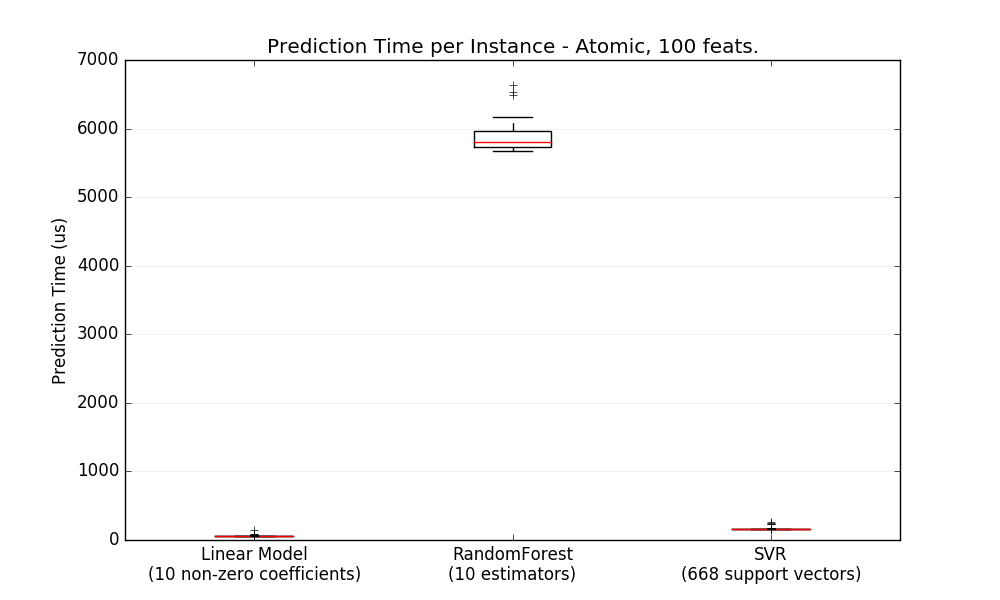 Prediction Time per Instance - Atomic, 100 feats.
7000
6000
5000
4000
3000
2000
1000
0
Prediction Time (us)
Linear Model
(10 non-zero coefficients)
RandomForest
(10 estimators)
SVR
(668 support vectors)